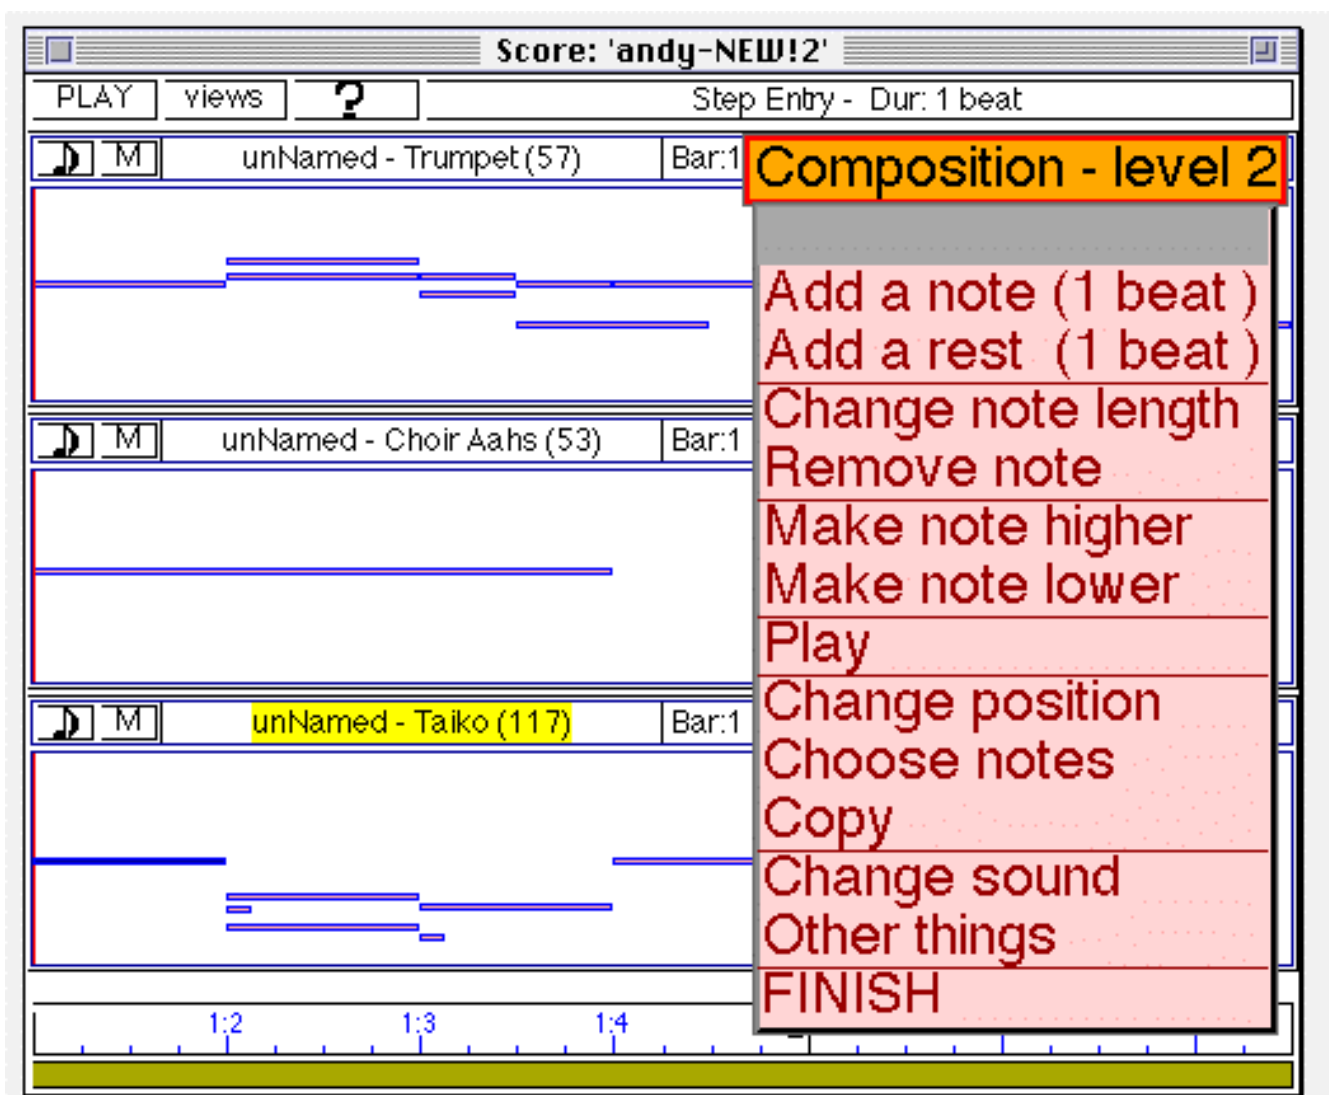 Score: 'andy-NEW!2'
PLAY views ? Step Entry - Dur: 1 beat
M unNamed - Trumpet (57) Bar:1
Composition - level 2
Add a note (1 beat )
Add a rest (1 beat )
Change note length
M unNamed - Choir Aahs (53) Bar:1
Remove note
Make note higher
Make note lower
Play
Change position
M unNamed - Taiko (117) Bar:1
Choose notes
Copy
Change sound
Other things
FINISH
1:2 1:3 1:4